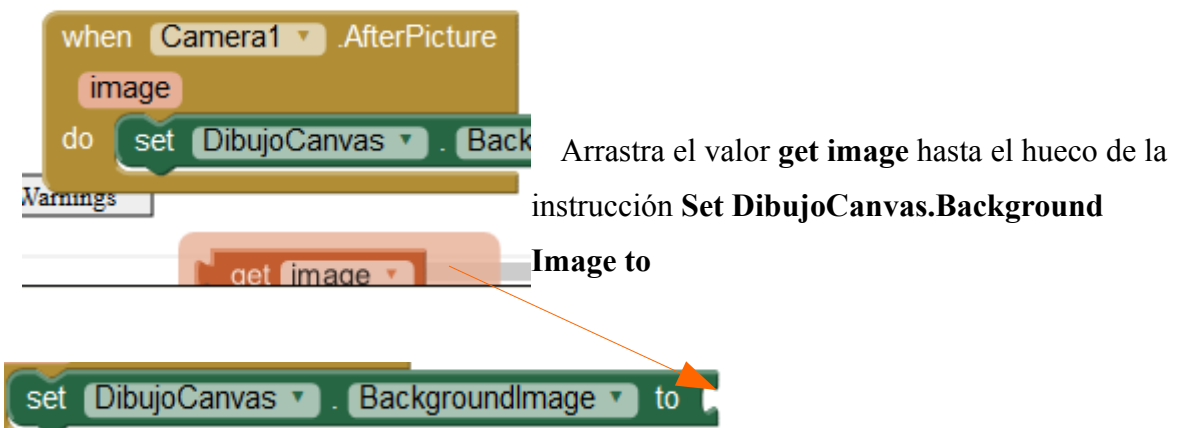 when Camera1 .AfterPicture
image
do set DibujoCanvas . Back
Warnings
get image
Arrastra el valor get image hasta el hueco de la
instrucción Set DibujoCanvas.Background
Image to
set DibujoCanvas . BackgroundImage to